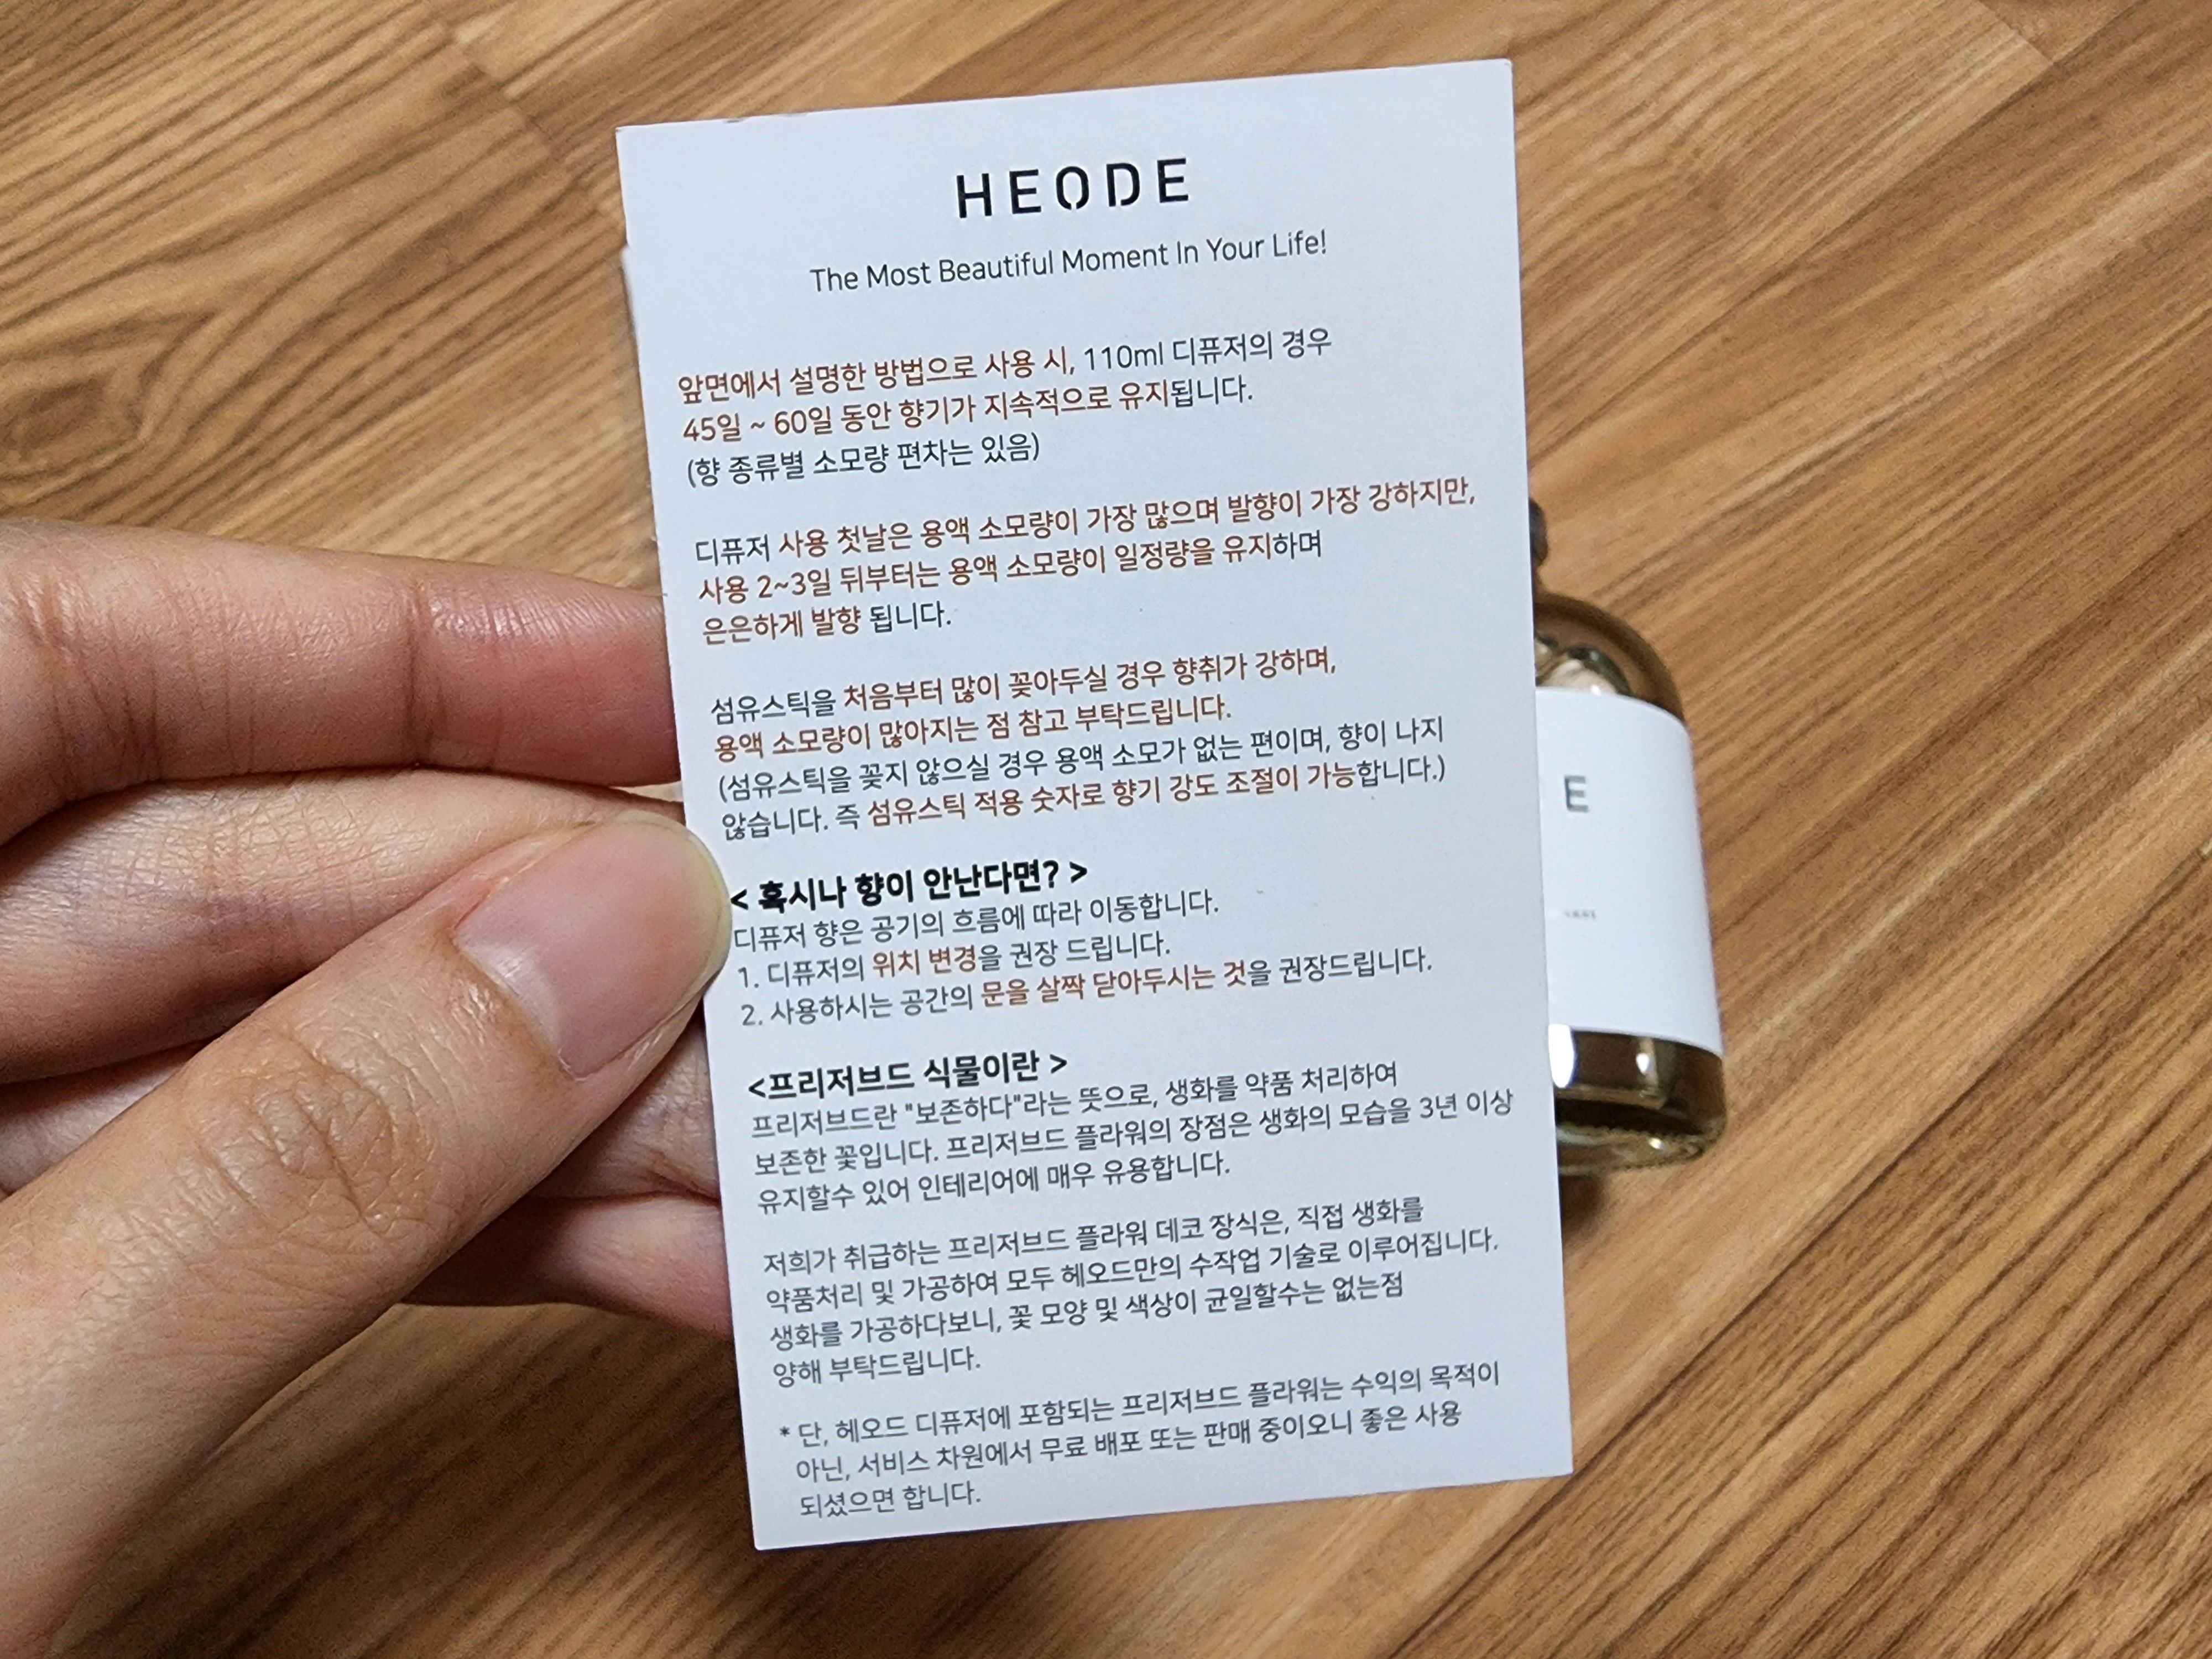 HEODE
The Most Beautiful Moment In Your Life!
앞면에서 설명한 방법으로 사용 시, 110ml 디퓨저의 경우
45일 ~ 60일 동안 향기가 지속적으로 유지됩니다.
(향 종류별 소모량 편차는 있음)
디퓨저 사용 첫날은 용액 소모량이 가장 많으며 발향이 가장 강하지만,
사용 2~3일 뒤부터는 용액 소모량이 일정량을 유지하며
은은하게 발향 됩니다.
섬유스틱을 처음부터 많이 꽂아두실 경우 향취가 강하며,
용액 소모량이 많아지는 점 참고 부탁드립니다.
(섬유스틱을 꽂지 않으실 경우 용액 소모가 없는 편이며, 향이 나지
않습니다. 즉 섬유스틱 적용 숫자로 향기 강도 조절이 가능합니다.)
< 혹시나 향이 안난다면? >
디퓨저 향은 공기의 흐름에 따라 이동합니다.
1. 디퓨저의 위치 변경을 권장 드립니다.
2. 사용하시는 공간의 문을 살짝 닫아두시는 것을 권장드립니다.
<프리저브드 식물이란 >
프리저브드란 "보존하다"라는 뜻으로, 생화를 약품 처리하여
보존한 꽃입니다. 프리저브드 플라워의 장점은 생화의 모습을 3년 이상
유지할수 있어 인테리어에 매우 유용합니다.
저희가 취급하는 프리저브드 플라워 데코 장식은, 직접 생화를
약품처리 및 가공하여 모두 헤오드만의 수작업 기술로 이루어집니다.
생화를 가공하다보니, 꽃 모양 및 색상이 균일할수는 없는점
양해 부탁드립니다.
* 단, 헤오드 디퓨저에 포함되는 프리저브드 플라워는 수익의 목적이
아닌, 서비스 차원에서 무료 배포 또는 판매 중이오니 좋은 사용
되셨으면 합니다.
E